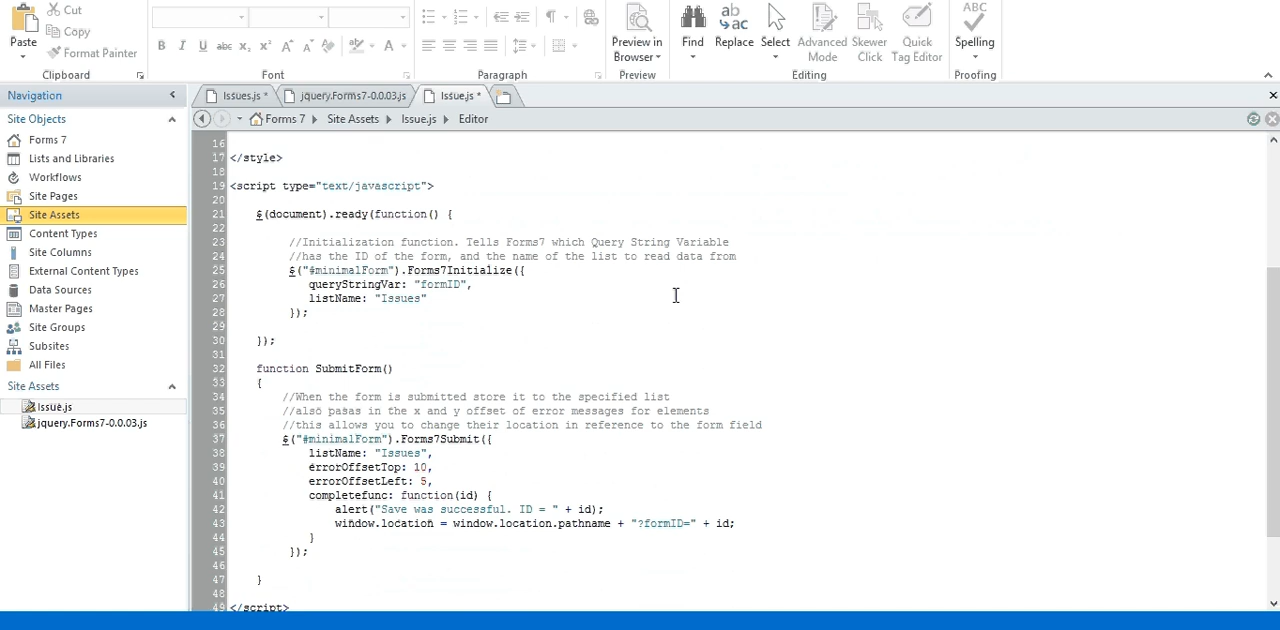 Cut
Copy
Format Painter
Paste
Clipboard
B I U abc x₂ x² A A A
Font
Paragraph
Preview in
Browser
Preview
Find
ab
ac
Replace
Select
Advanced
Mode
Skewer
Click
Quick
Tag Editor
Editing
ABC
Spelling
Proofing
Navigation
Site Objects
Forms 7
Lists and Libraries
Workflows
Site Pages
Site Assets
Content Types
Site Columns
External Content Types
Data Sources
Master Pages
Site Groups
Subsites
All Files
Site Assets
Issue.js
jquery.Forms7-0.0.03.js
Issues.js *
jquery.Forms7-0.0.03.js
Issue.js *
Forms 7 Site Assets Issue.js Editor
16
17 </style>
18
19 <script type="text/javascript">
20
21 $(document).ready(function() {
22
23 //Initialization function. Tells Forms7 which Query String Variable
24 //has the ID of the form, and the name of the list to read data from
25 $("#minimalForm").Forms7Initialize({
26 queryStringVar: "formID",
27 listName: "Issues"
28 });
29
30 });
31
32 function SubmitForm()
33 {
34 //When the form is submitted store it to the specified list
35 //also pasas in the x and y offset of error messages for elements
36 //this allows you to change their location in reference to the form field
37 $("#minimalForm").Forms7Submit({
38 listName: "Issues",
39 errorOffsetTop: 10,
40 errorOffsetLeft: 5,
41 completefunc: function(id) {
42 alert("Save was successful. ID = " + id);
43 window.location = window.location.pathname + "?formID=" + id;
44 }
45 });
46
47 }
48
49 </script>